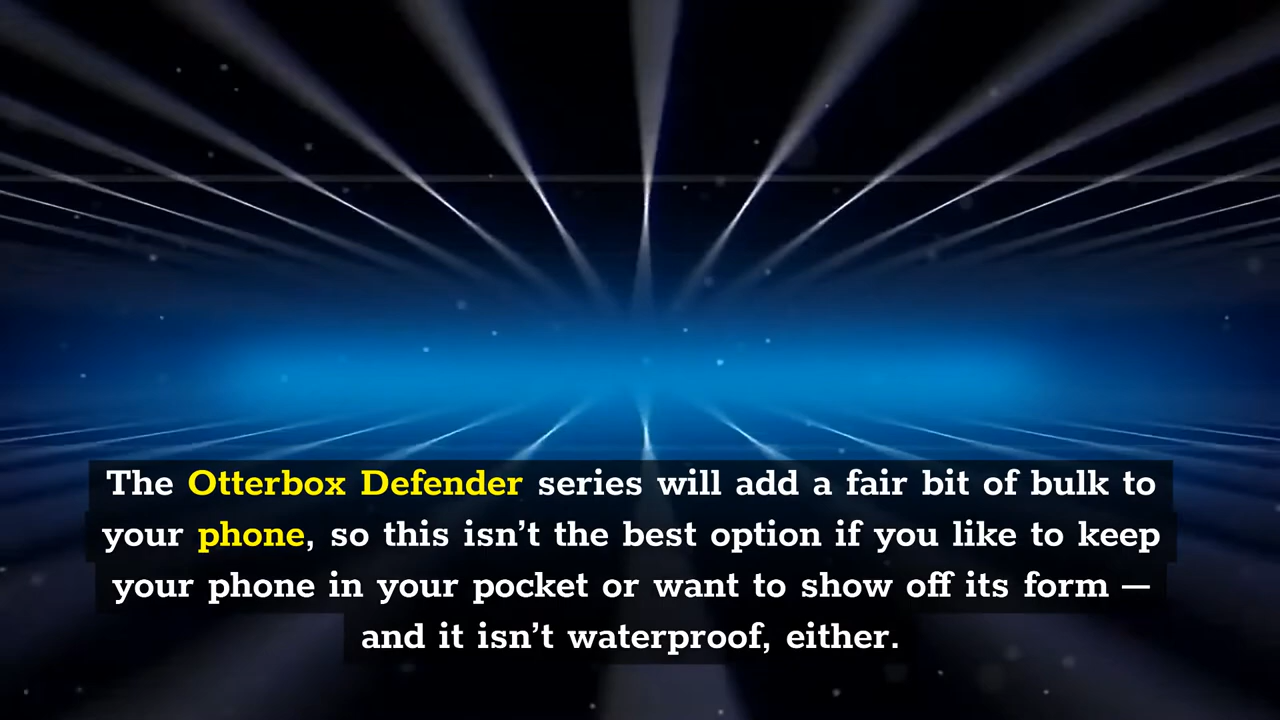 The Otterbox Defender series will add a fair bit of bulk to
your phone, so this isn’t the best option if you like to keep
your phone in your pocket or want to show off its form —
and it isn’t waterproof, either.